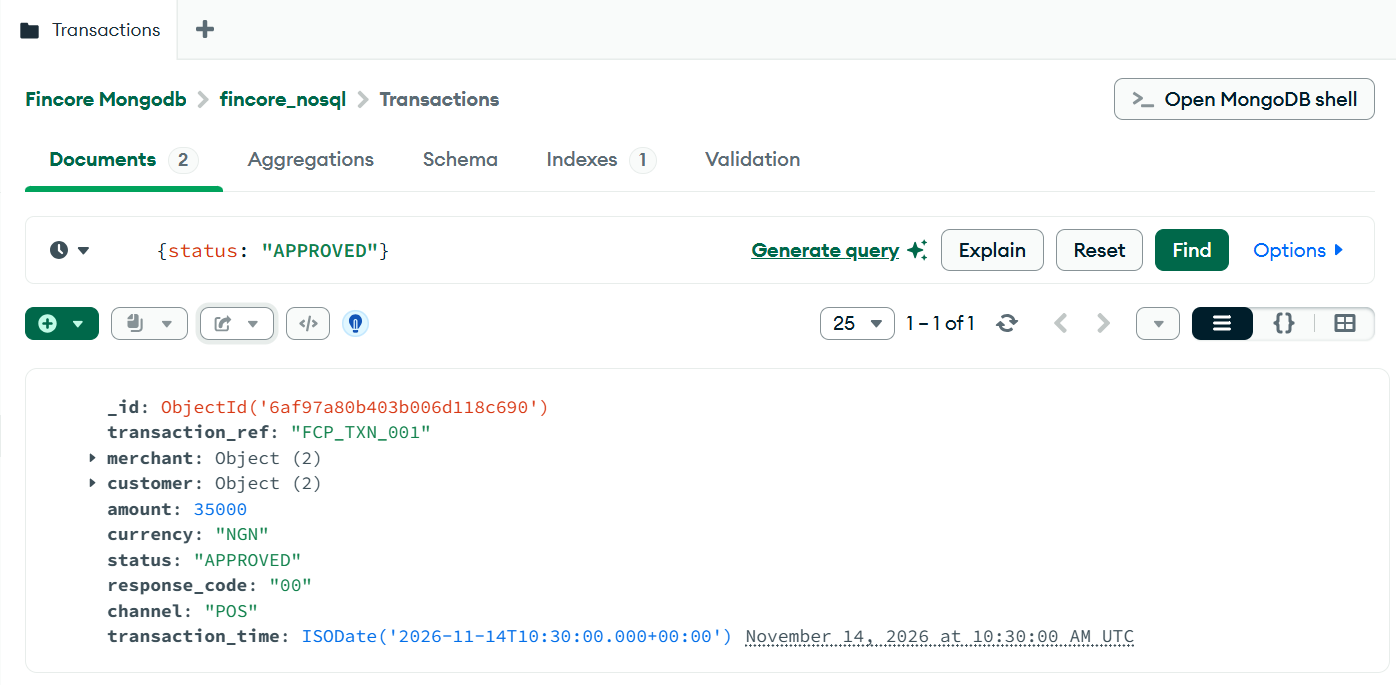 Transactions
Fincore Mongodb fincore_nosql Transactions
>_ Open MongoDB shell
Documents 2 Aggregations Schema Indexes 1 Validation
{status: "APPROVED"} Generate query Explain Reset Find Options
25 1 – 1 of 1
_id: ObjectId('6af97a80b403b006d118c690')
transaction_ref: "FCP_TXN_001"
merchant: Object (2)
customer: Object (2)
amount: 35000
currency: "NGN"
status: "APPROVED"
response_code: "00"
channel: "POS"
transaction_time: ISODate('2026-11-14T10:30:00.000+00:00') November 14, 2026 at 10:30:00 AM UTC